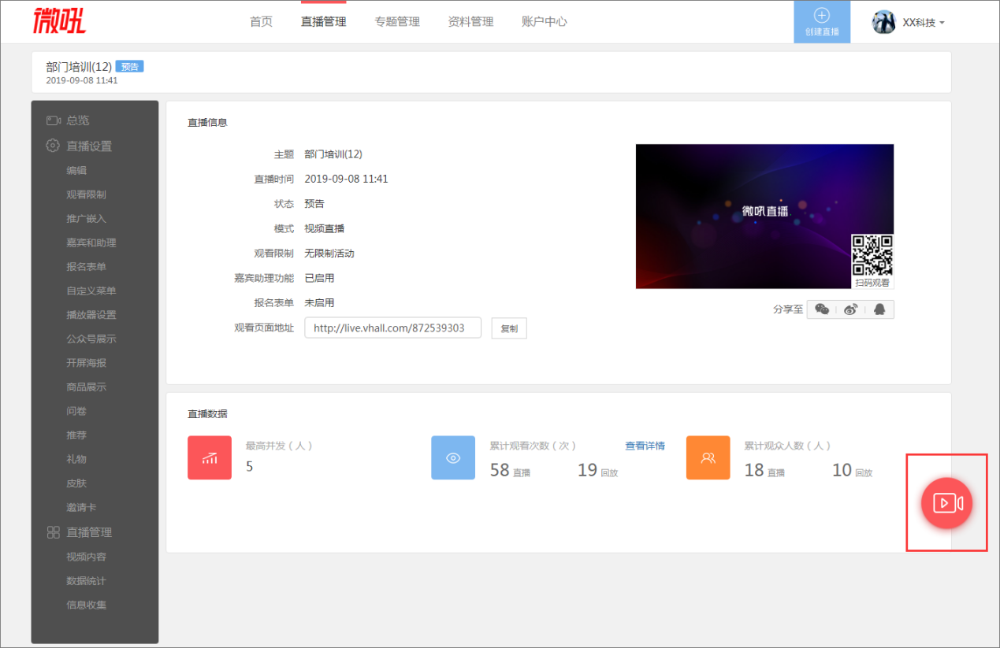 微吼
首页 直播管理 专题管理 资料管理 账户中心
创建直播
XX科技
部门培训(12) 预告
2019-09-08 11:41
总览
直播设置
编辑
观看限制
推广嵌入
嘉宾和助理
报名表单
自定义菜单
播放器设置
公众号展示
开屏海报
商品展示
问卷
推荐
礼物
皮肤
邀请卡
直播管理
视频内容
数据统计
信息收集
直播信息
主题 部门培训(12)
直播时间 2019-09-08 11:41
状态 预告
模式 视频直播
观看限制 无限制活动
嘉宾助理功能 已启用
报名表单 未启用
观看页面地址 http://live.vhall.com/872539303 复制
微吼直播
扫码观看
分享至
直播数据
最高并发（人）
5
累计观看次数（次） 查看详情
58 直播 19 回放
累计观众人数（人）
18 直播 10 回放